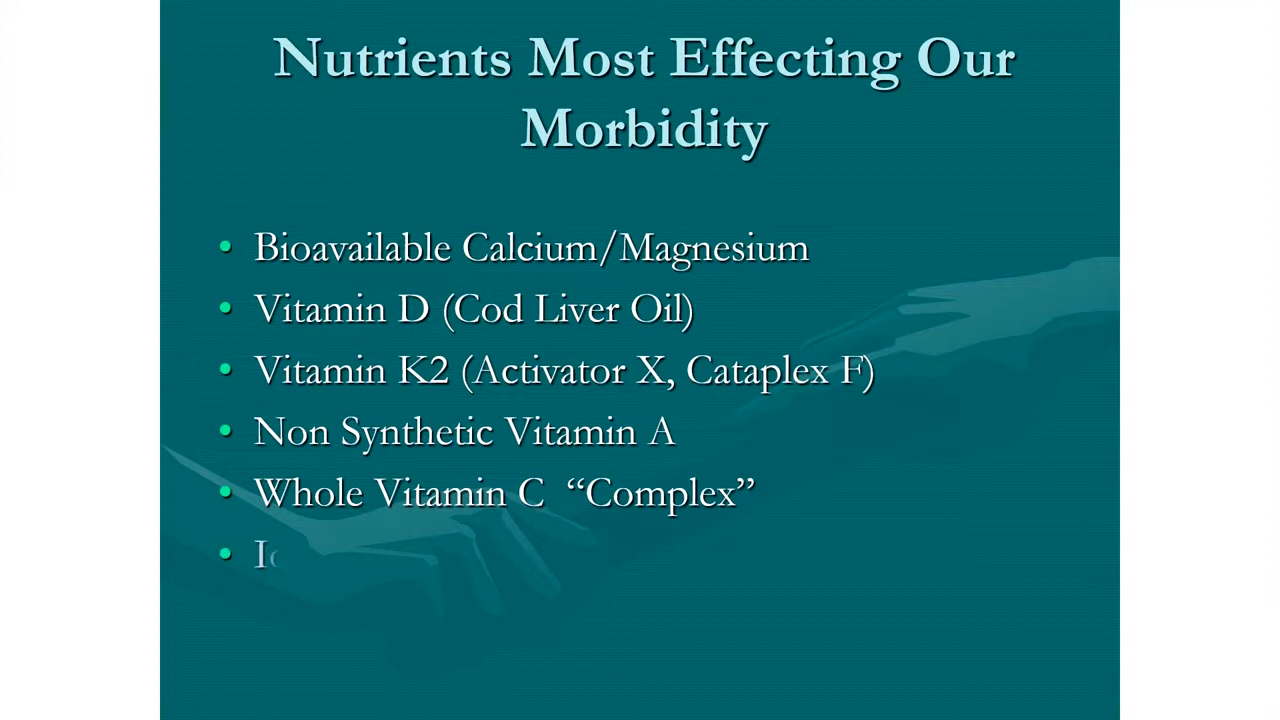 Nutrients Most Effecting Our
Morbidity
• Bioavailable Calcium/Magnesium
• Vitamin D (Cod Liver Oil)
• Vitamin K2 (Activator X, Cataplex F)
• Non Synthetic Vitamin A
• Whole Vitamin C “Complex”